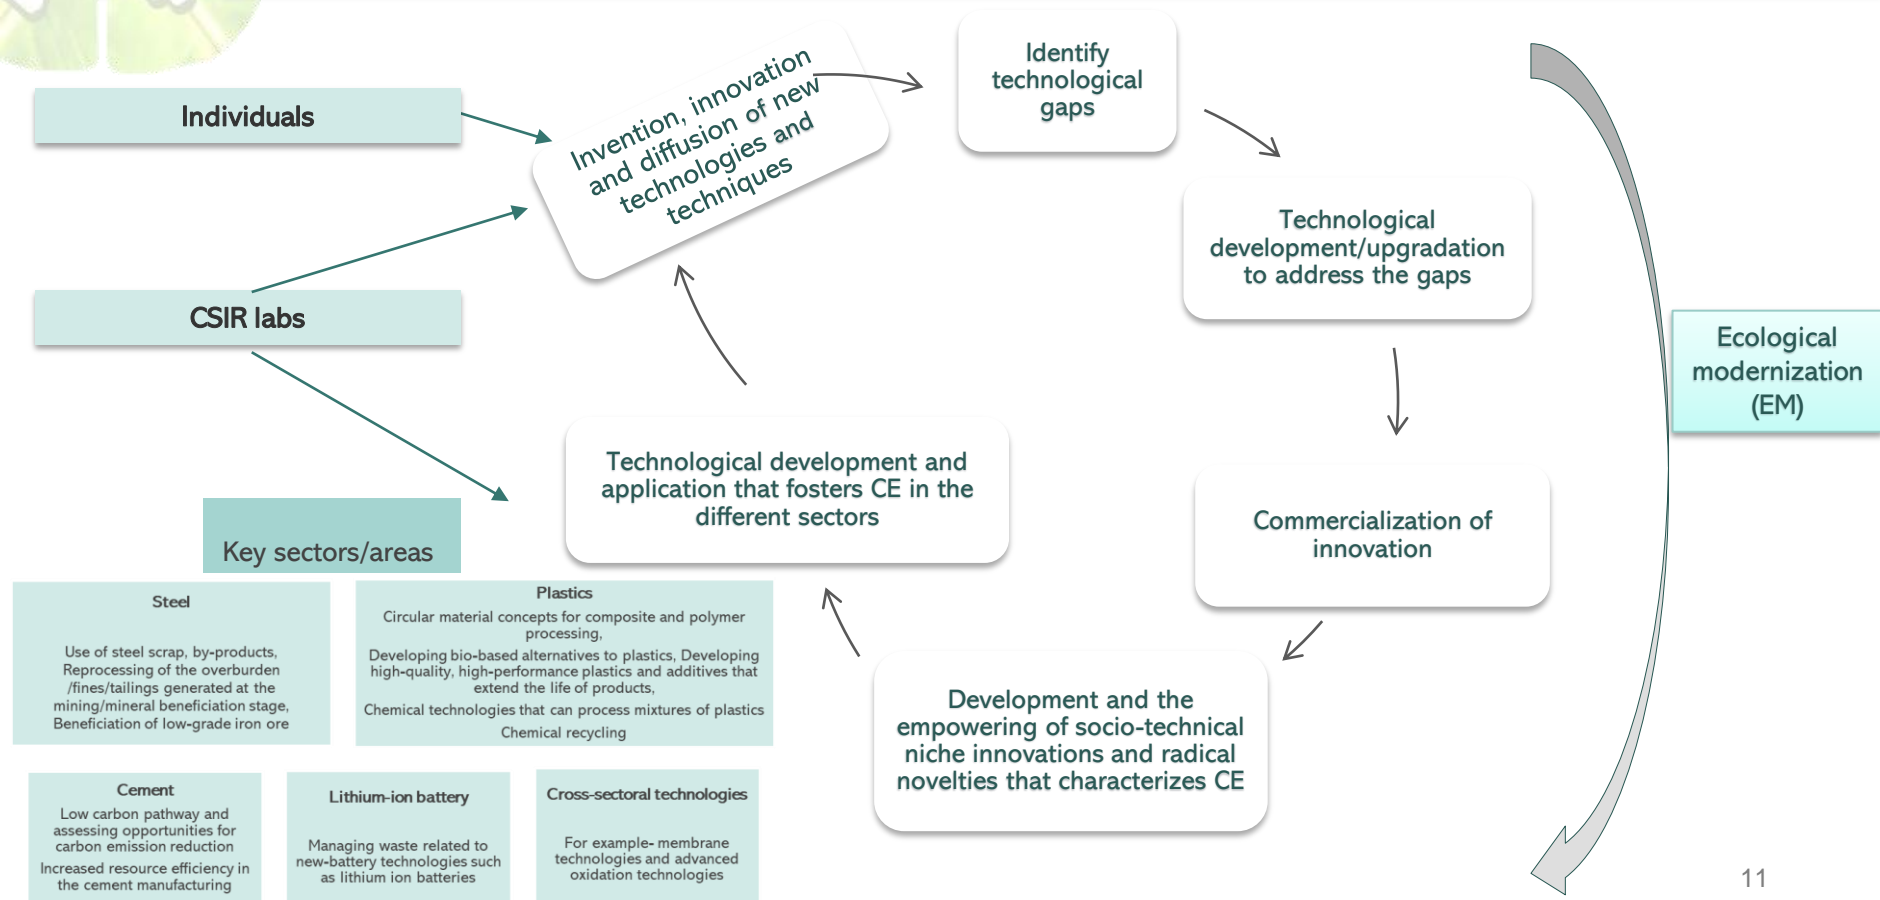 Individuals
CSIR labs
Invention, innovation
and diffusion of new
technologies and
techniques
Identify
technological
gaps
Technological
development/upgradation
to address the gaps
Commercialization of
innovation
Development and the
empowering of socio-technical
niche innovations and radical
novelties that characterizes CE
Technological development and
application that fosters CE in the
different sectors
Ecological
modernization
(EM)
Key sectors/areas
Steel
Use of steel scrap, by-products,
Reprocessing of the overburden
/fines/tailings generated at the
mining/mineral beneficiation stage,
Beneficiation of low-grade iron ore
Plastics
Circular material concepts for composite and polymer
processing,
Developing bio-based alternatives to plastics, Developing
high-quality, high-performance plastics and additives that
extend the life of products,
Chemical technologies that can process mixtures of plastics
Chemical recycling
Cement
Low carbon pathway and
assessing opportunities for
carbon emission reduction
Increased resource efficiency in
the cement manufacturing
Lithium-ion battery
Managing waste related to
new-battery technologies such
as lithium ion batteries
Cross-sectoral technologies
For example- membrane
technologies and advanced
oxidation technologies
11